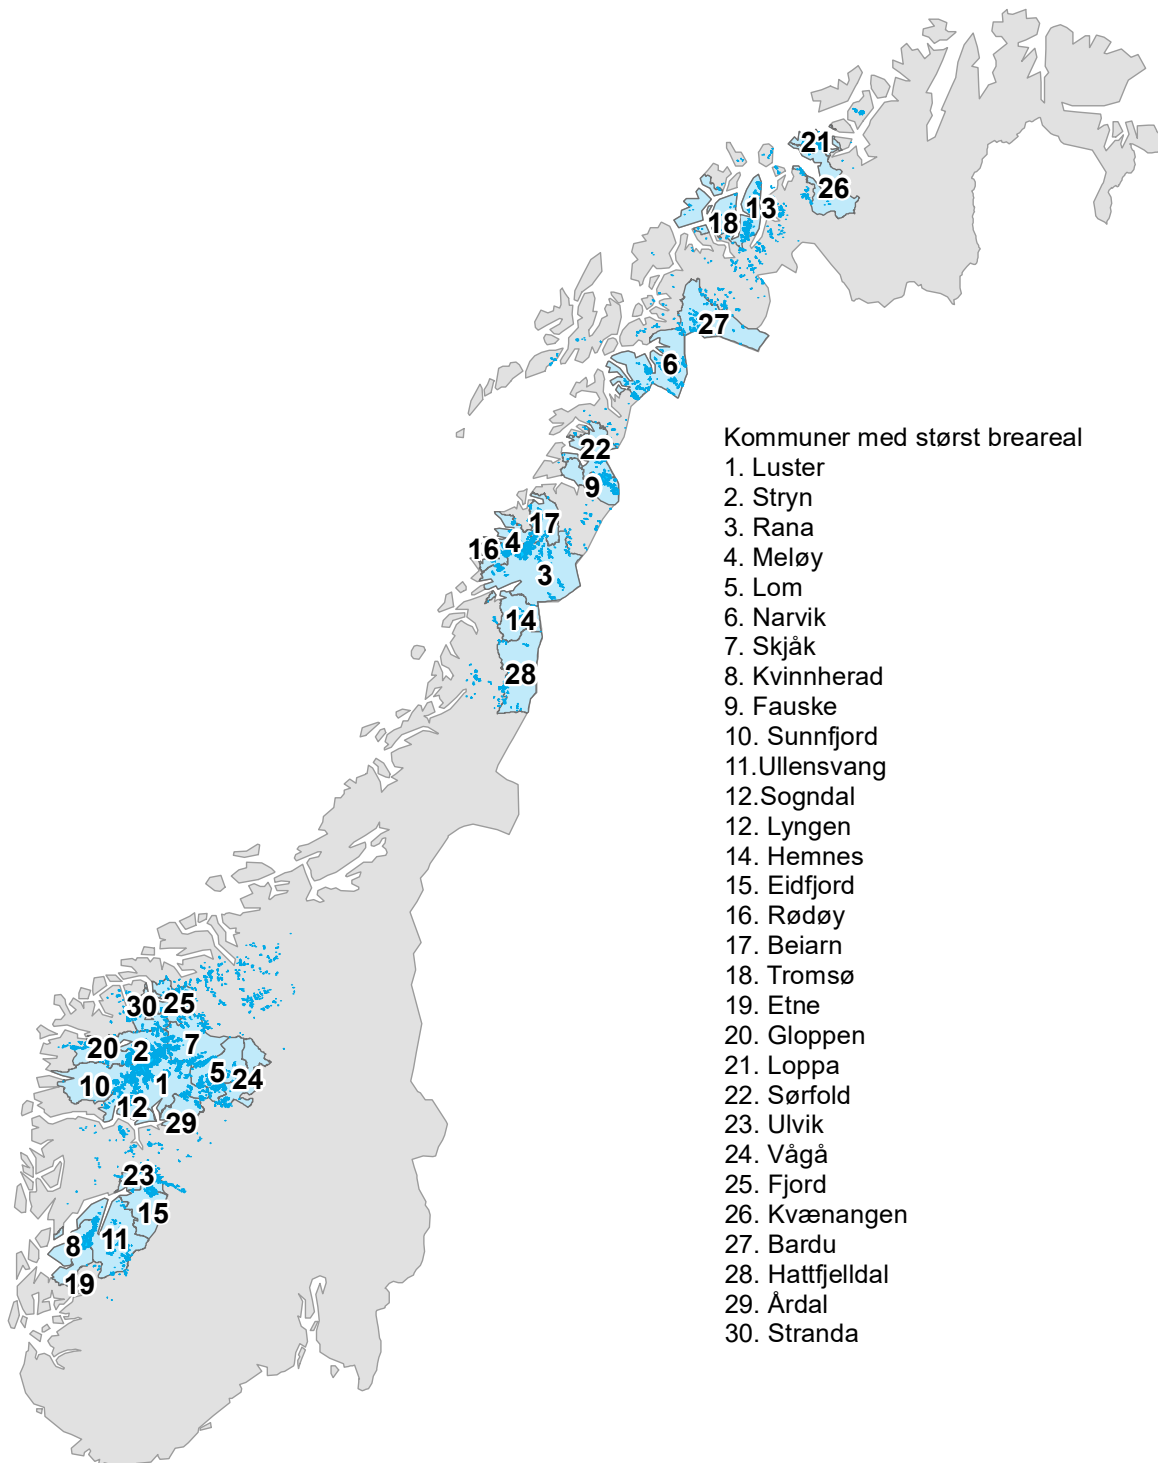 21
26
13
18
27
6
22
9
17
4
16
3
14
28
Kommuner med størst breareal
1. Luster
2. Stryn
3. Rana
4. Meløy
5. Lom
6. Narvik
7. Skjåk
8. Kvinnherad
9. Fauske
10. Sunnfjord
11.Ullensvang
12.Sogndal
12. Lyngen
14. Hemnes
15. Eidfjord
16. Rødøy
17. Beiarn
18. Tromsø
19. Etne
20. Gloppen
21. Loppa
22. Sørfold
23. Ulvik
24. Vågå
25. Fjord
26. Kvænangen
27. Bardu
28. Hattfjelldal
29. Årdal
30. Stranda
30
25
20
2
7
10
1
5
24
12
29
23
15
8
11
19